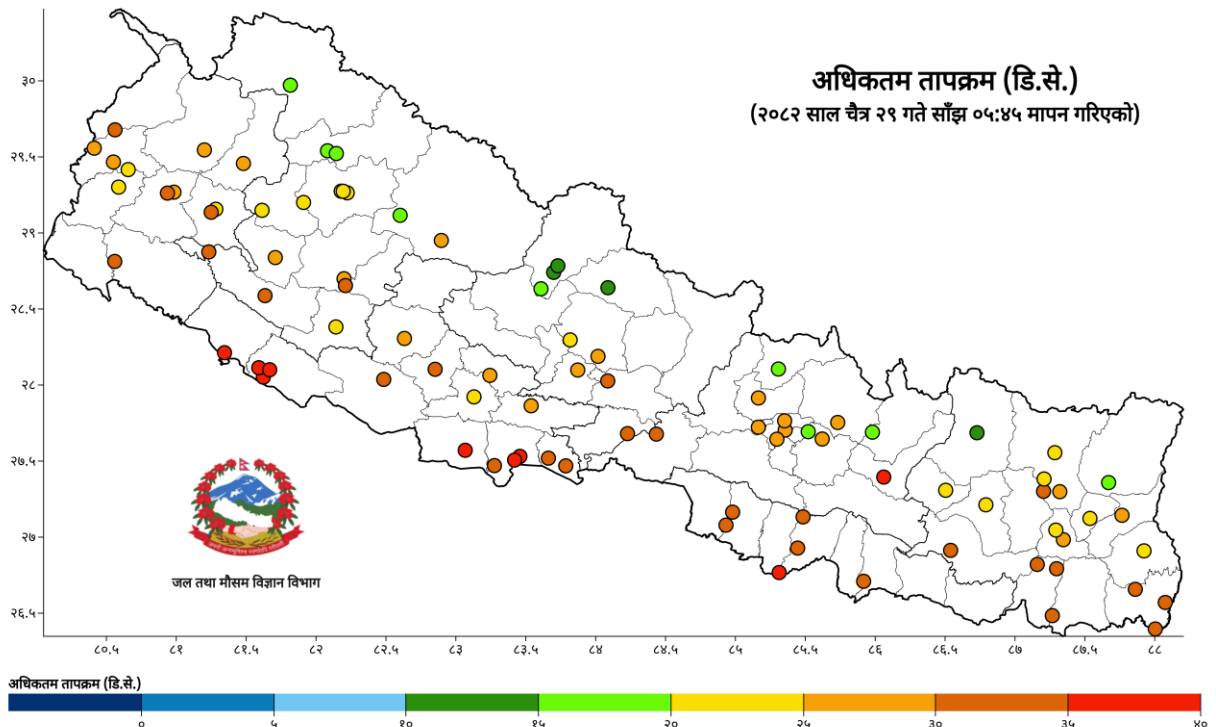 अधिकतम तापक्रम (डि.से.)
(२०८२ साल चैत्र २९ गते साँझ ०५:४५ मापन गरिएको)
३०
२९.५
२९
२८.५
२८
२७.५
२७
२६.५
जल तथा मौसम विज्ञान विभाग
८०.५ ८१ ८१.५ ८२ ८२.५ ८३ ८३.५ ८४ ८४.५ ८५ ८५.५ ८६ ८६.५ ८७ ८७.५ ८८
अधिकतम तापक्रम (डि.से.)
० ५ १० १५ २० २५ ३० ३५ ४०